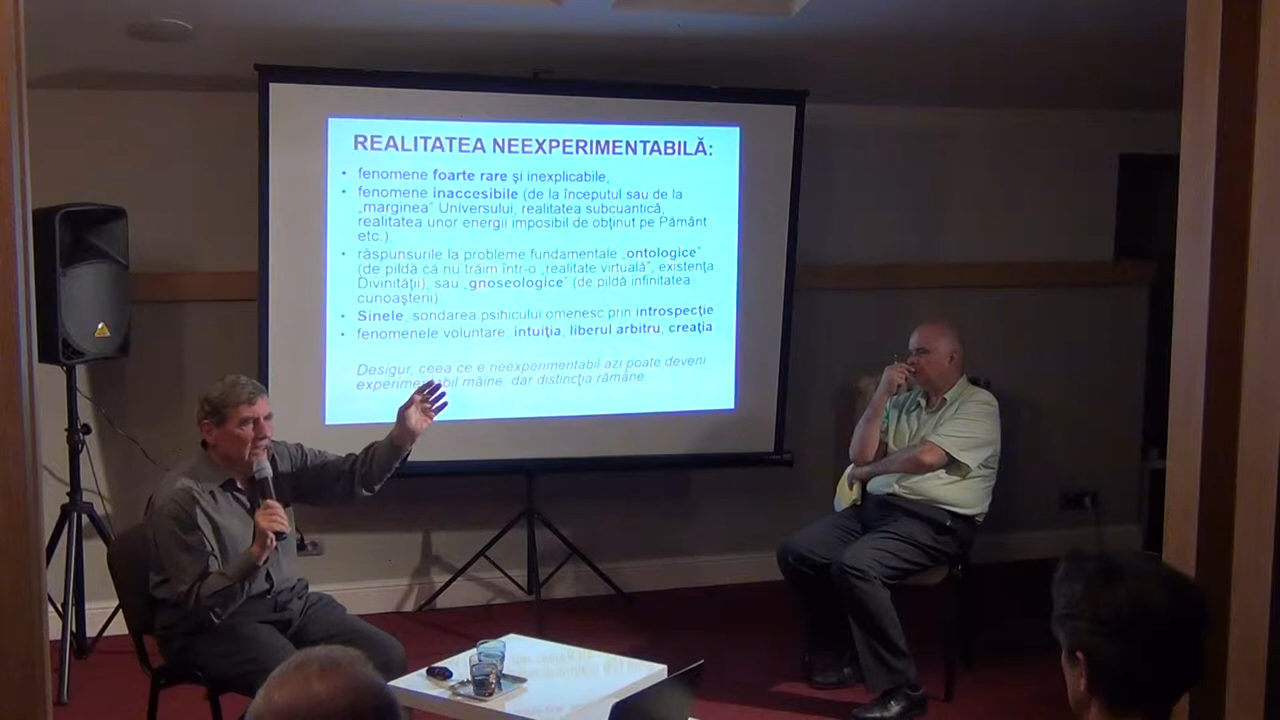 REALITATEA NEEXPERIMENTABILĂ:
• fenomene foarte rare şi inexplicabile,
• fenomene inaccesibile (de la începutul sau de la
„marginea” Universului, realitatea subcuantică,
realitatea unor energii imposibil de obţinut pe Pământ
etc.)
• răspunsurile la probleme fundamentale „ontologice”
(de pildă că nu trăim într-o „realitate virtuală”, existenţa
Divinităţii), sau „gnoseologice” (de pildă infinitatea
cunoaşterii)
• Sinele, sondarea psihicului omenesc prin introspecţie
• fenomenele voluntare: intuiţia, liberul arbitru, creaţia
Desigur, ceea ce e neexperimentabil azi poate deveni
experimentabil mâine, dar distincţia rămâne